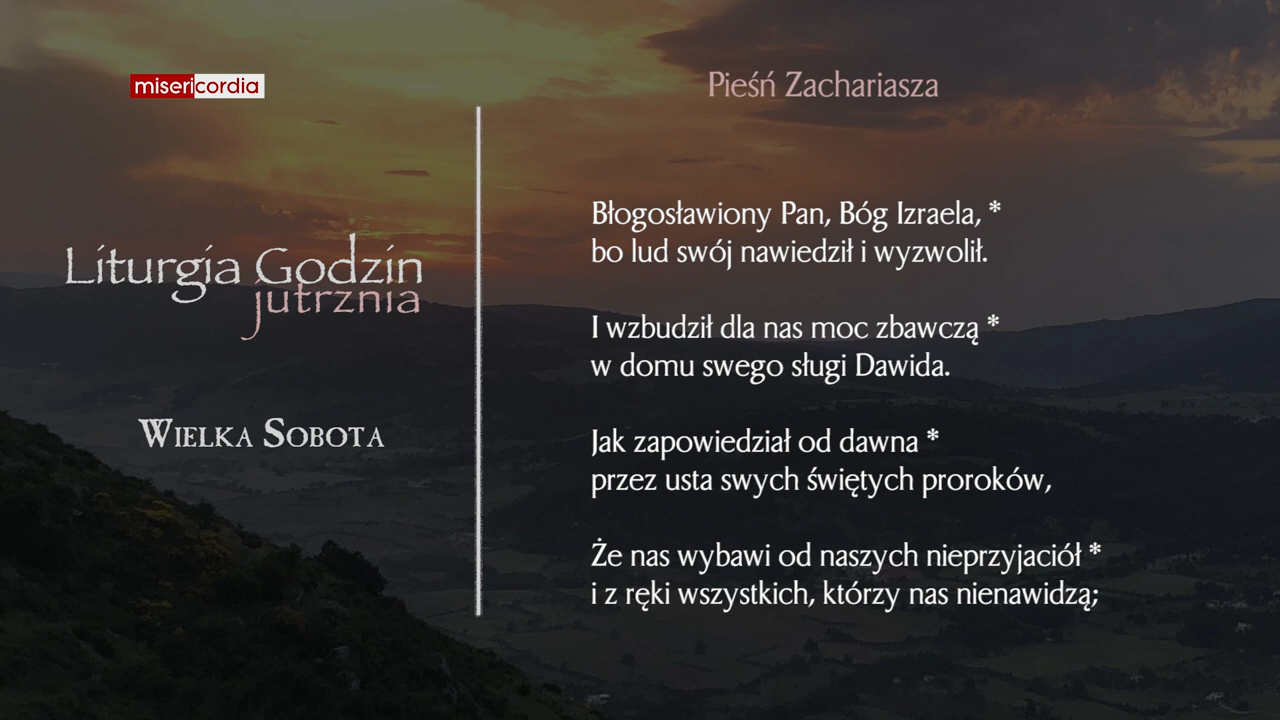 misericordia
Liturgia Godzin
jutrznia
Wielka Sobota
Pieśń Zachariasza
Błogosławiony Pan, Bóg Izraela, *
bo lud swój nawiedził i wyzwolił.
I wzbudził dla nas moc zbawczą *
w domu swego sługi Dawida.
Jak zapowiedział od dawna *
przez usta swych świętych proroków,
Że nas wybawi od naszych nieprzyjaciół *
i z ręki wszystkich, którzy nas nienawidzą;